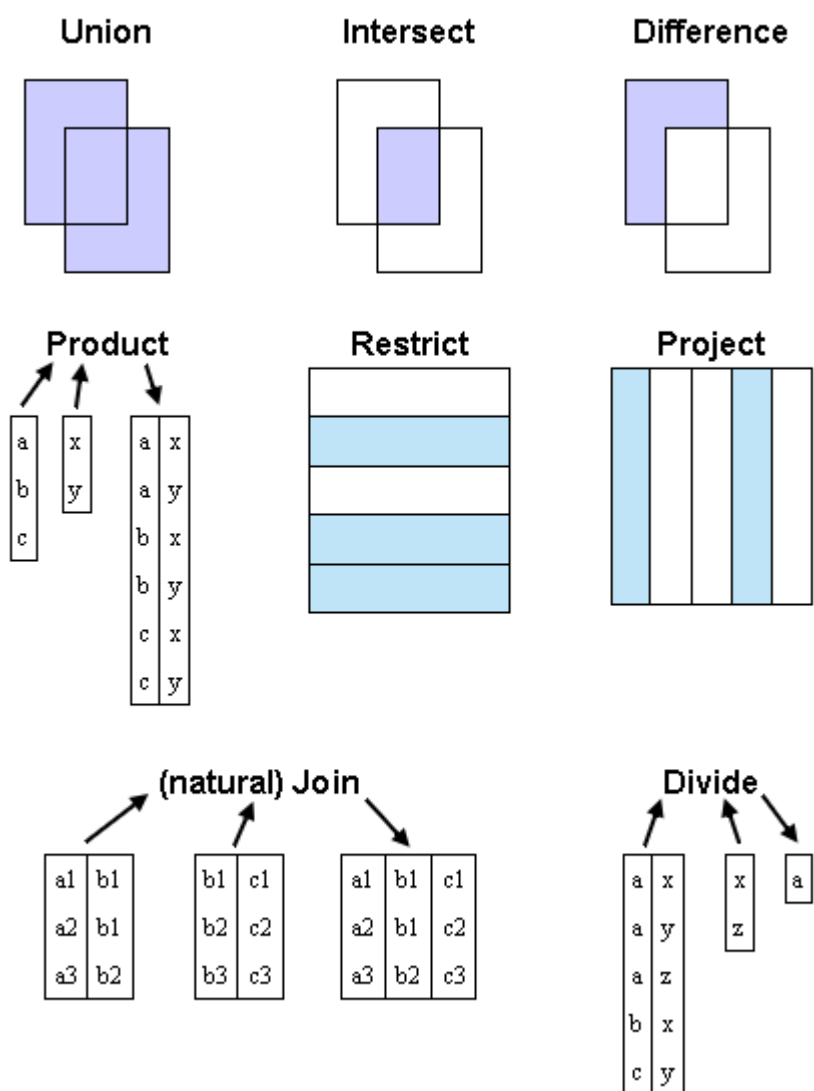 Union Intersect Difference
Product Restrict Project
a x a x
b y a y
c b x
b y
c x
c y
(natural) Join Divide
a1 b1 b1 c1 a1 b1 c1 a x x a
a2 b1 b2 c2 a2 b1 c2 a y z
a3 b2 b3 c3 a3 b2 c3 a z
b x
c y